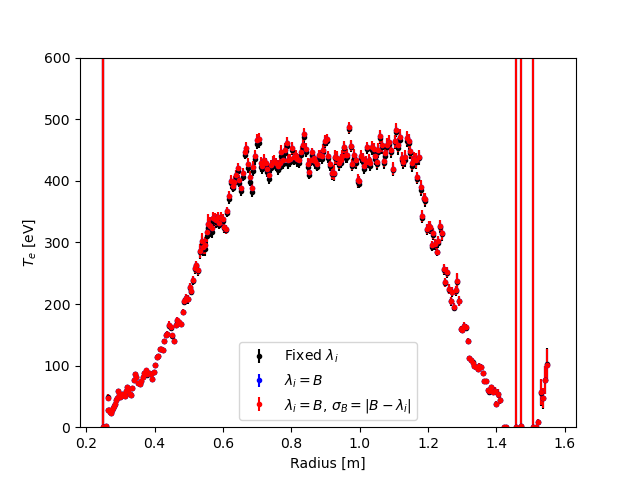 600
500
400
300
200
100
0
T_e [eV]
Fixed λ_i
λ_i = B
λ_i = B, σ_B = |B − λ_i|
0.2 0.4 0.6 0.8 1.0 1.2 1.4 1.6
Radius [m]